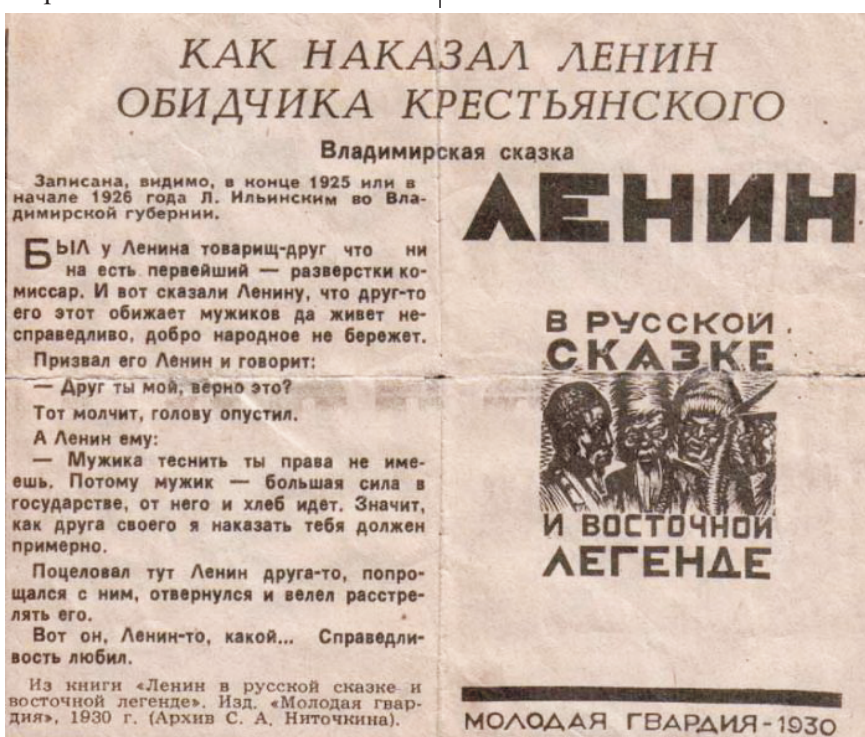 КАК НАКАЗАЛ ЛЕНИН
ОБИДЧИКА КРЕСТЬЯНСКОГО
Владимирская сказка
Записана, видимо, в конце 1925 или в
начале 1926 года Л. Ильинским во Вла-
димирской губернии.
БЫЛ у Ленина товарищ-друг что ни
на есть первейший — разверстки ко-
миссар. И вот сказали Ленину, что друг-то
его этот обижает мужиков да живет не-
справедливо, добро народное не бережет.
Призвал его Ленин и говорит:
— Друг ты мой, верно это?
Тот молчит, голову опустил.
А Ленин ему:
— Мужика теснить ты права не име-
ешь. Потому мужик — большая сила в
государстве, от него и хлеб идет. Значит,
как друга своего я наказать тебя должен
примерно.
Поцеловал тут Ленин друга-то, попро-
щался с ним, отвернулся и велел расстре-
лять его.
Вот он, Ленин-то, какой... Справедли-
вость любил.
Из книги «Ленин в русской сказке и
восточной легенде». Изд. «Молодая гвар-
дия», 1930 г. (Архив С. А. Ниточкина).
ЛЕНИН
В РУССКОЙ
СКАЗКЕ
И ВОСТОЧНОЙ
ЛЕГЕНДЕ
МОЛОДАЯ ГВАРДИЯ-1930